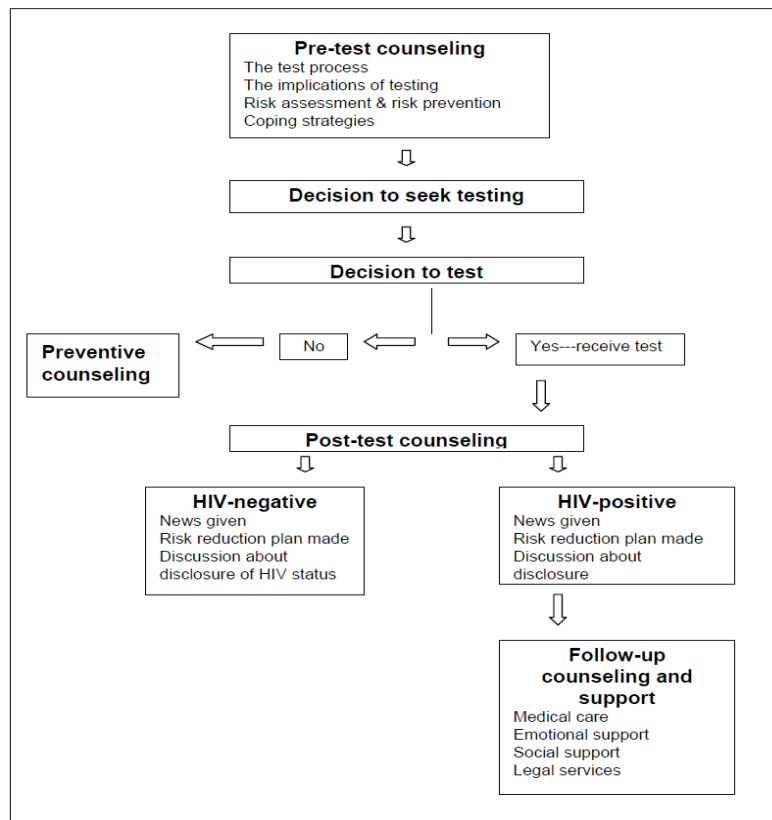 Pre-test counseling
The test process
The implications of testing
Risk assessment & risk prevention
Coping strategies
Decision to seek testing
Decision to test
Preventive
counseling
No
Yes---receive test
Post-test counseling
HIV-negative
News given
Risk reduction plan made
Discussion about
disclosure of HIV status
HIV-positive
News given
Risk reduction plan made
Discussion about
disclosure
Follow-up
counseling and
support
Medical care
Emotional support
Social support
Legal services